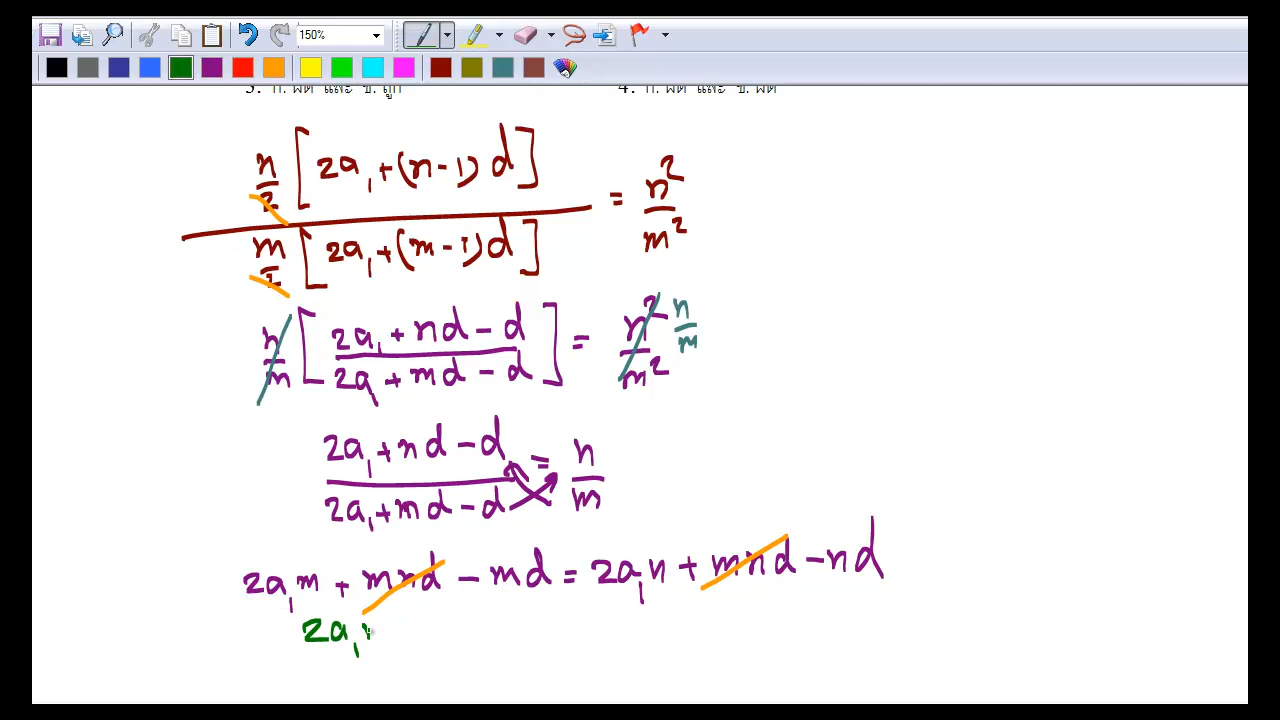 150%
3. ก. ผิด และ ข. ถูก 4. ก. ผิด และ ข. ผิด
n/2 [2a₁ + (n - 1)d] / m/2 [2a₁ + (m - 1)d] = n²/m²
n/m [(2a₁ + nd - d)/(2a₁ + md - d)] = n²/m² n/m
(2a₁ + nd - d)/(2a₁ + md - d) = n/m
2a₁m + mnd - md = 2a₁n + mnd - nd
2a₁